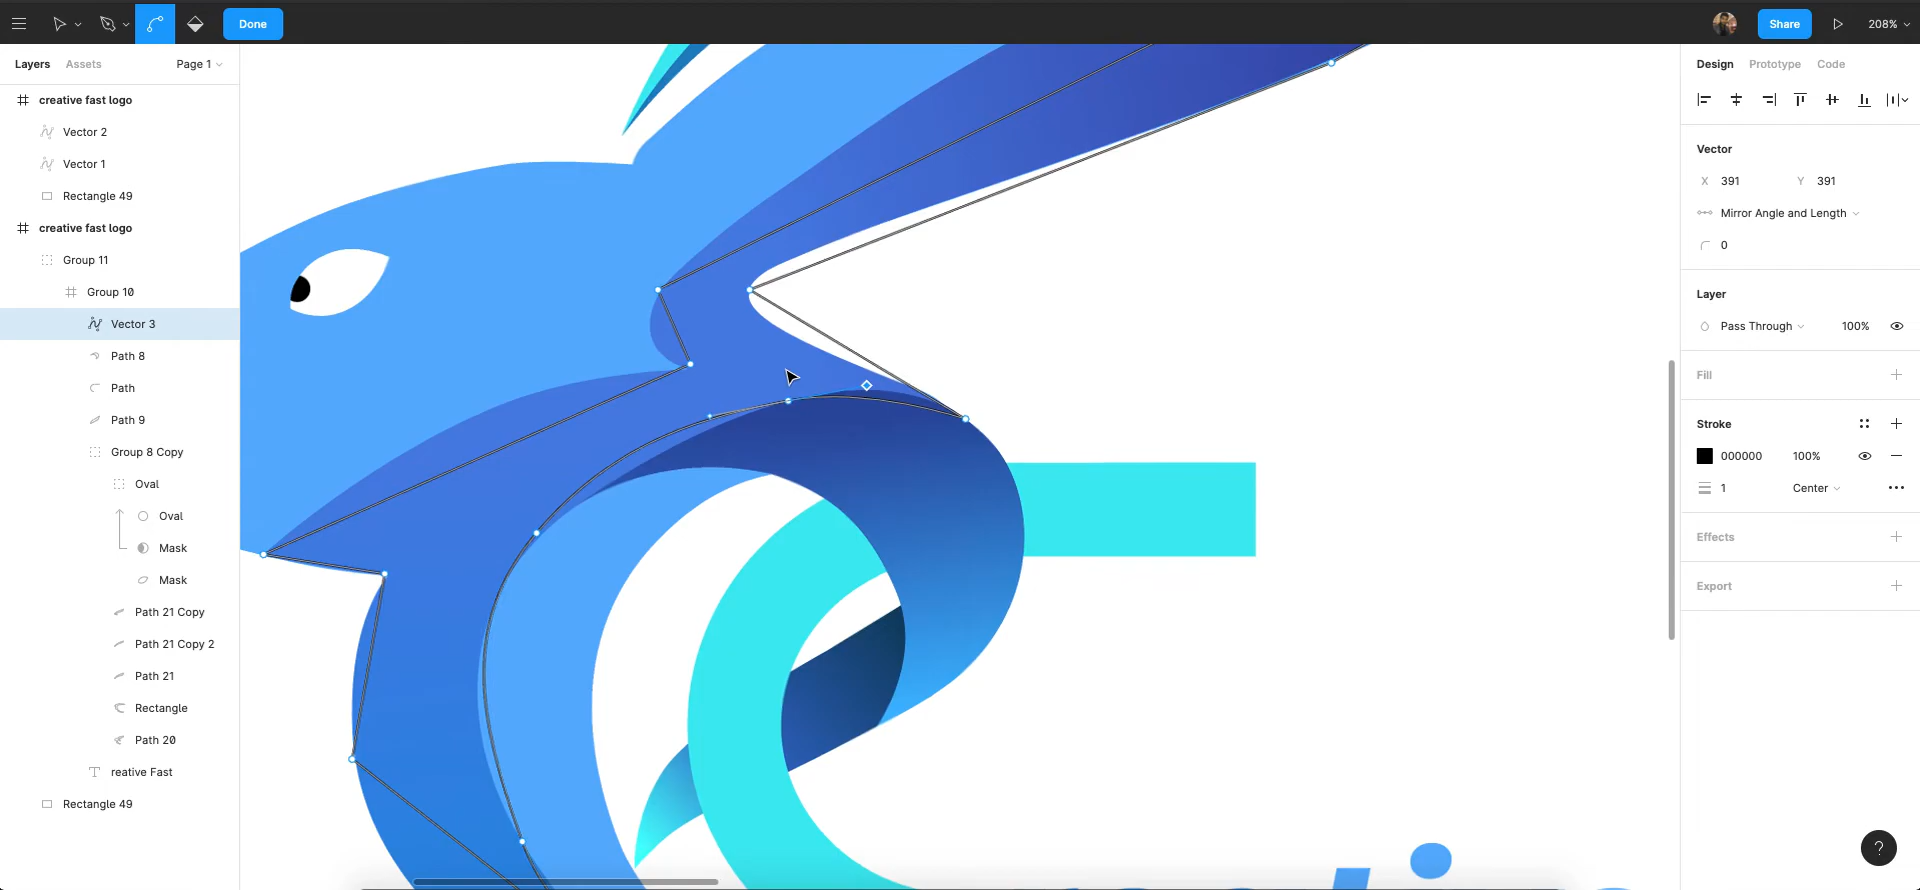 Done
Share
208%
Layers
Assets
Page 1
creative fast logo
Vector 2
Vector 1
Rectangle 49
creative fast logo
Group 11
Group 10
Vector 3
Path 8
Path
Path 9
Group 8 Copy
Oval
Oval
Mask
Mask
Path 21 Copy
Path 21 Copy 2
Path 21
Rectangle
Path 20
reative Fast
Rectangle 49
Design
Prototype
Code
Vector
X 391
Y 391
Mirror Angle and Length
0
Layer
Pass Through
100%
Fill
Stroke
000000
100%
1
Center
Effects
Export
?